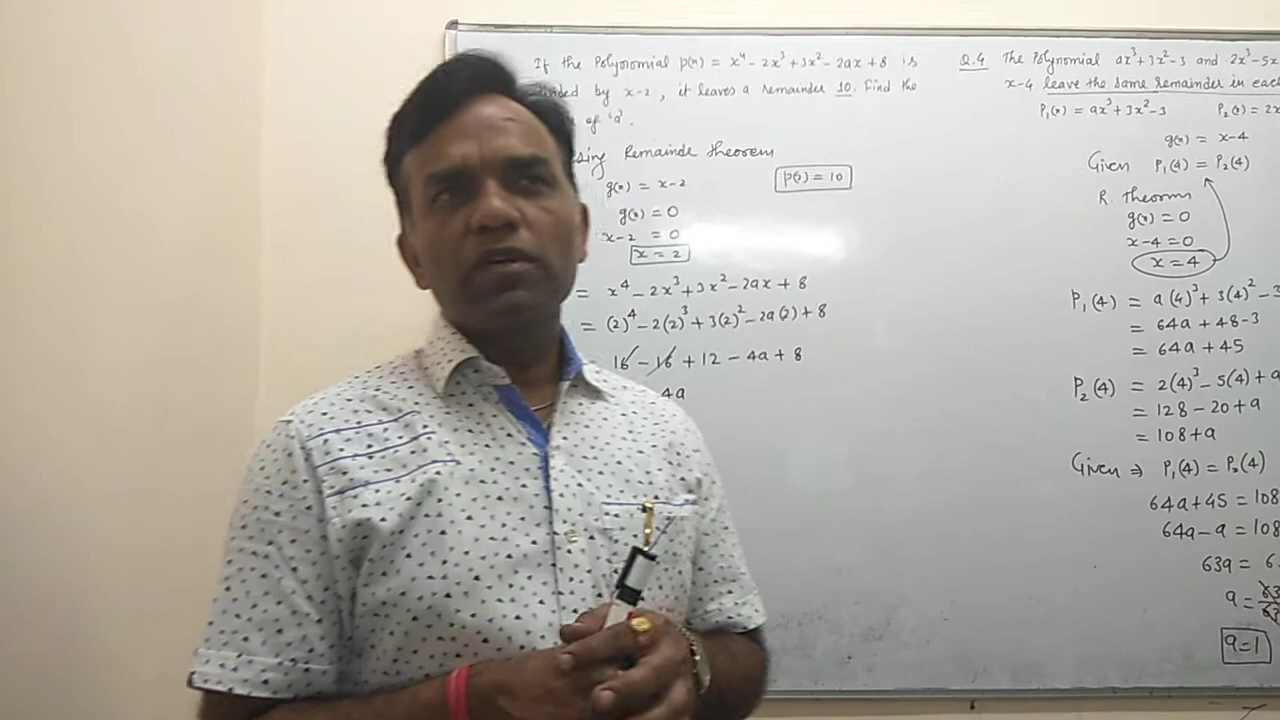 If the Polynomial p(x) = x⁴ - 2x³ + 3x² - 2ax + 8 is
by x-2, it leaves a remainder 10. Find the
of 'a'.
Remainde theorem
g(x) = x-2
p(2) = 10
g(x) = 0
x-2 = 0
x = 2
= x⁴ - 2x³ + 3x² - 2ax + 8
= (2)⁴ - 2(2)³ + 3(2)² - 2a(2) + 8
16 - 16 + 12 - 4a + 8
4a
Q.4 The Polynomial ax³+3x²-3 and 2x³-5x
x-4 leave the same remainder in each
P₁(x) = ax³+3x²-3 P₂(x) = 2x
g(x) = x-4
Given P₁(4) = P₂(4)
R. Theorem
g(x) = 0
x-4 = 0
x = 4
P₁(4) = a(4)³ + 3(4)² - 3
= 64a + 48 - 3
= 64a + 45
P₂(4) = 2(4)³ - 5(4) + a
= 128 - 20 + a
= 108 + a
Given ⇒ P₁(4) = P₂(4)
64a + 45 = 108
64a - a = 108
63a = 6
a = 63/63
a = 1